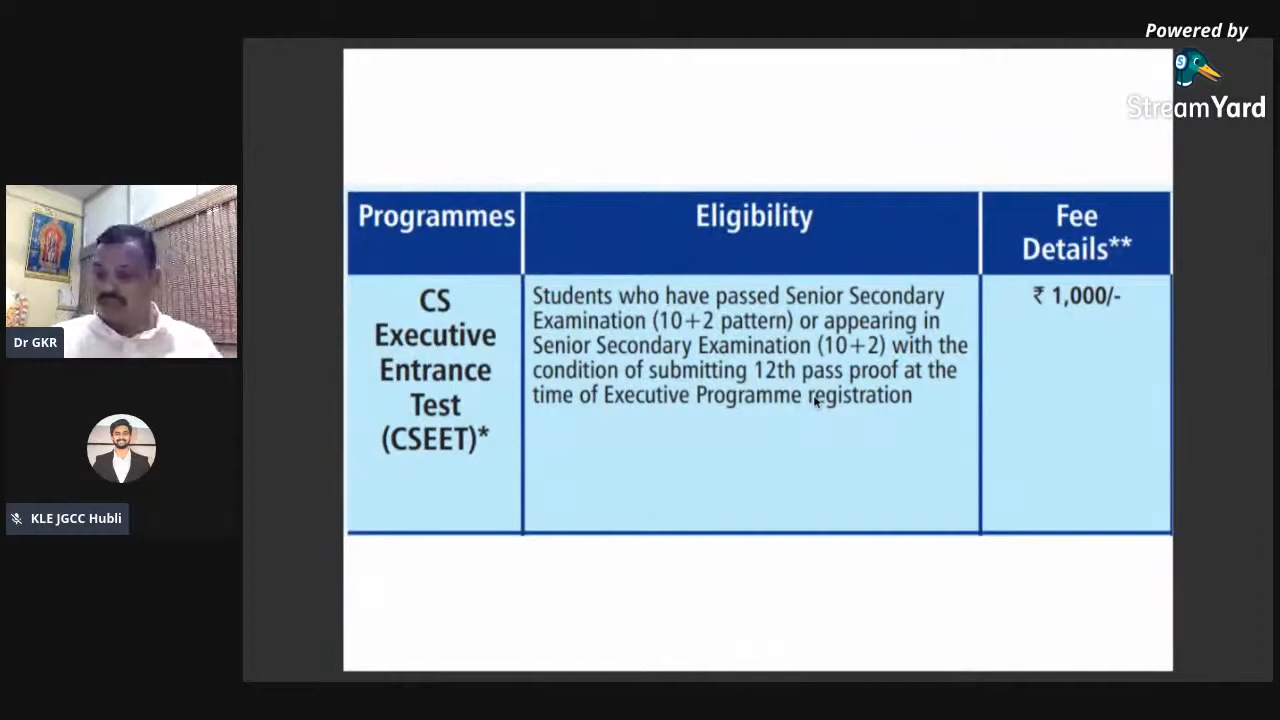 Powered by
StreamYard
Programmes
Eligibility
Fee
Details**
CS
Executive
Entrance
Test
(CSEET)*
Students who have passed Senior Secondary
Examination (10+2 pattern) or appearing in
Senior Secondary Examination (10+2) with the
condition of submitting 12th pass proof at the
time of Executive Programme registration
₹ 1,000/-
Dr GKR
KLE JGCC Hubli